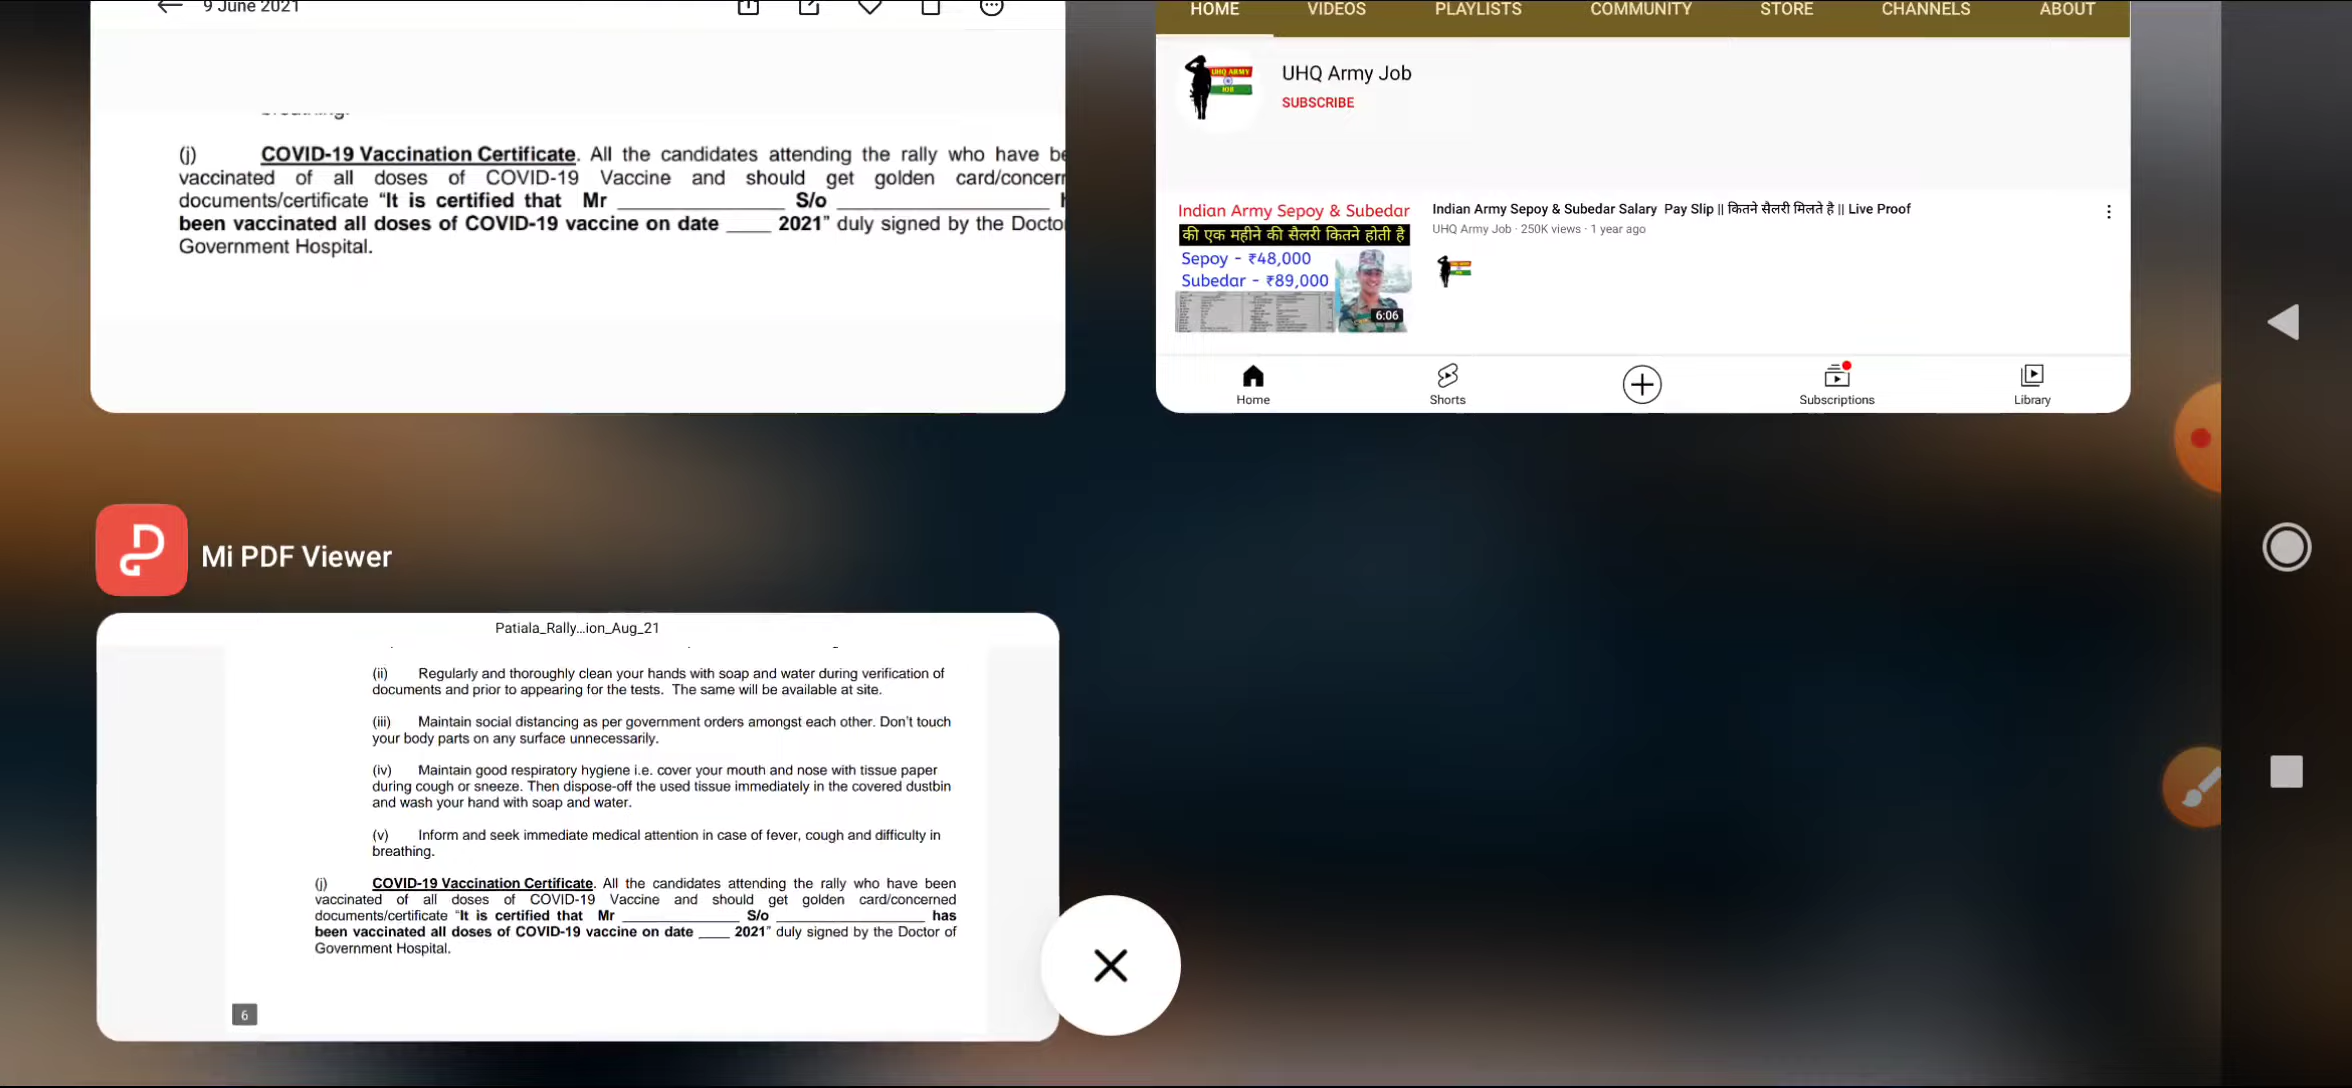 9 June 2021
(j) COVID-19 Vaccination Certificate. All the candidates attending the rally who have be
vaccinated of all doses of COVID-19 Vaccine and should get golden card/concern
documents/certificate "It is certified that Mr ____ S/o ____
been vaccinated all doses of COVID-19 vaccine on date ____ 2021" duly signed by the Docto
Government Hospital.
HOME VIDEOS PLAYLISTS COMMUNITY STORE CHANNELS ABOUT
UHQ ARMY
JOB
UHQ Army Job
SUBSCRIBE
Indian Army Sepoy & Subedar
की एक महीने की सैलरी कितने होती है
Sepoy - ₹48,000
Subedar - ₹89,000
6:06
Indian Army Sepoy & Subedar Salary Pay Slip || कितने सैलरी मिलते है || Live Proof
UHQ Army Job · 250K views · 1 year ago
Home Shorts Subscriptions Library
Mi PDF Viewer
Patiala_Rally...ion_Aug_21
(ii) Regularly and thoroughly clean your hands with soap and water during verification of
documents and prior to appearing for the tests. The same will be available at site.
(iii) Maintain social distancing as per government orders amongst each other. Don't touch
your body parts on any surface unnecessarily.
(iv) Maintain good respiratory hygiene i.e. cover your mouth and nose with tissue paper
during cough or sneeze. Then dispose-off the used tissue immediately in the covered dustbin
and wash your hand with soap and water.
(v) Inform and seek immediate medical attention in case of fever, cough and difficulty in
breathing.
(j) COVID-19 Vaccination Certificate. All the candidates attending the rally who have been
vaccinated of all doses of COVID-19 Vaccine and should get golden card/concerned
documents/certificate "It is certified that Mr ____ S/o ____ has
been vaccinated all doses of COVID-19 vaccine on date ____ 2021" duly signed by the Doctor of
Government Hospital.
6